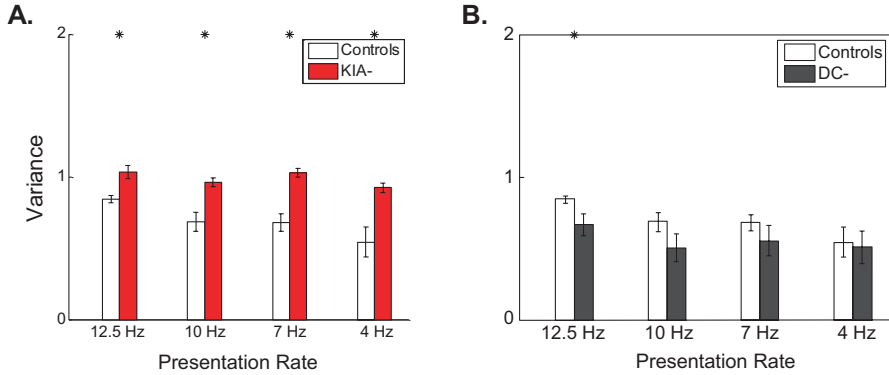 A.
2
* * * *
Controls
KIA-
1
Variance
0
12.5 Hz 10 Hz 7 Hz 4 Hz
Presentation Rate
B.
2
*
Controls
DC-
1
0
12.5 Hz 10 Hz 7 Hz 4 Hz
Presentation Rate